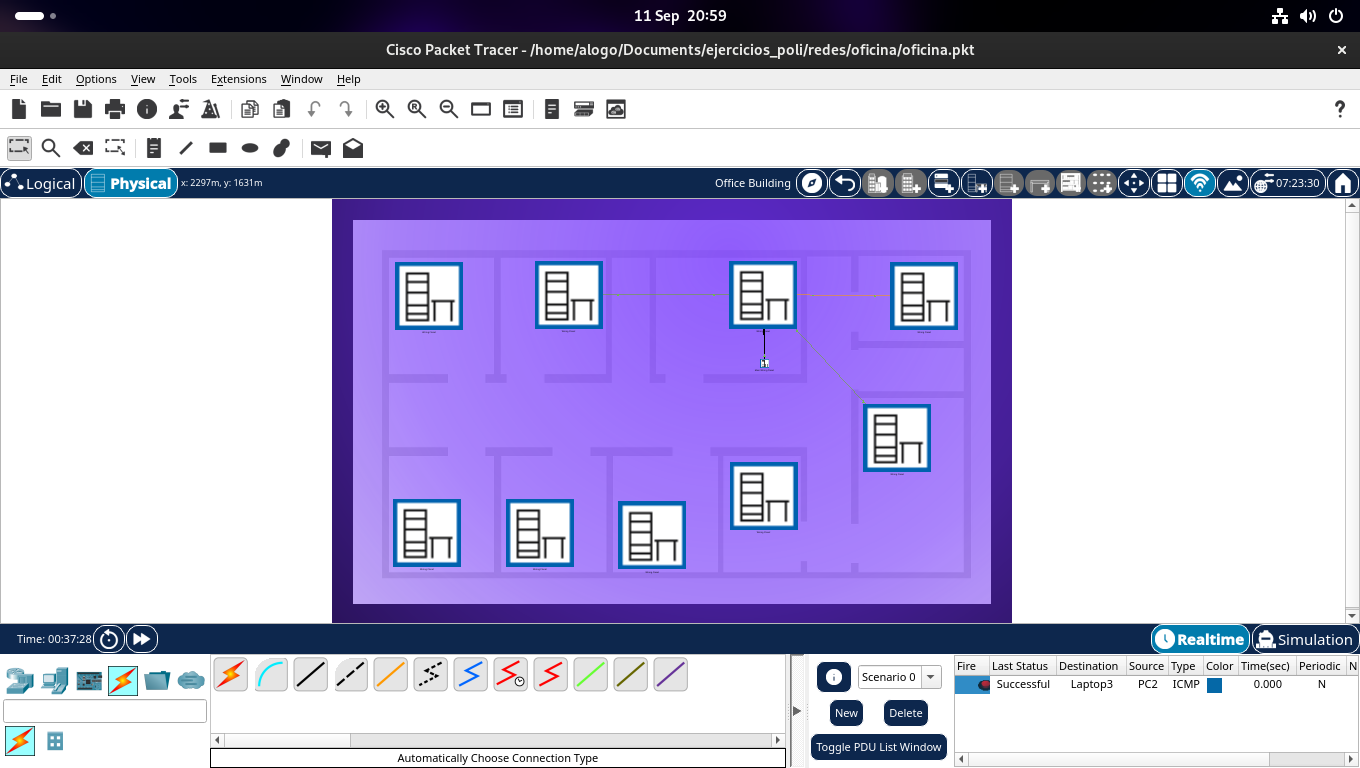 11 Sep 20:59
Cisco Packet Tracer - /home/alogo/Documents/ejercicios_poli/redes/oficina/oficina.pkt
File Edit Options View Tools Extensions Window Help
Logical Physical x: 2297m, y: 1631m Office Building 07:23:30
Time: 00:37:28 Realtime Simulation
Scenario 0
New Delete
Toggle PDU List Window
Fire Last Status Destination Source Type Color Time(sec) Periodic N
Successful Laptop3 PC2 ICMP 0.000 N
Automatically Choose Connection Type